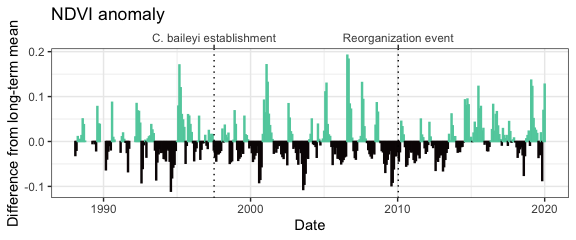 NDVI anomaly
C. baileyi establishment Reorganization event
Difference from long-term mean
0.2
0.1
0.0
-0.1
1990 2000 2010 2020
Date